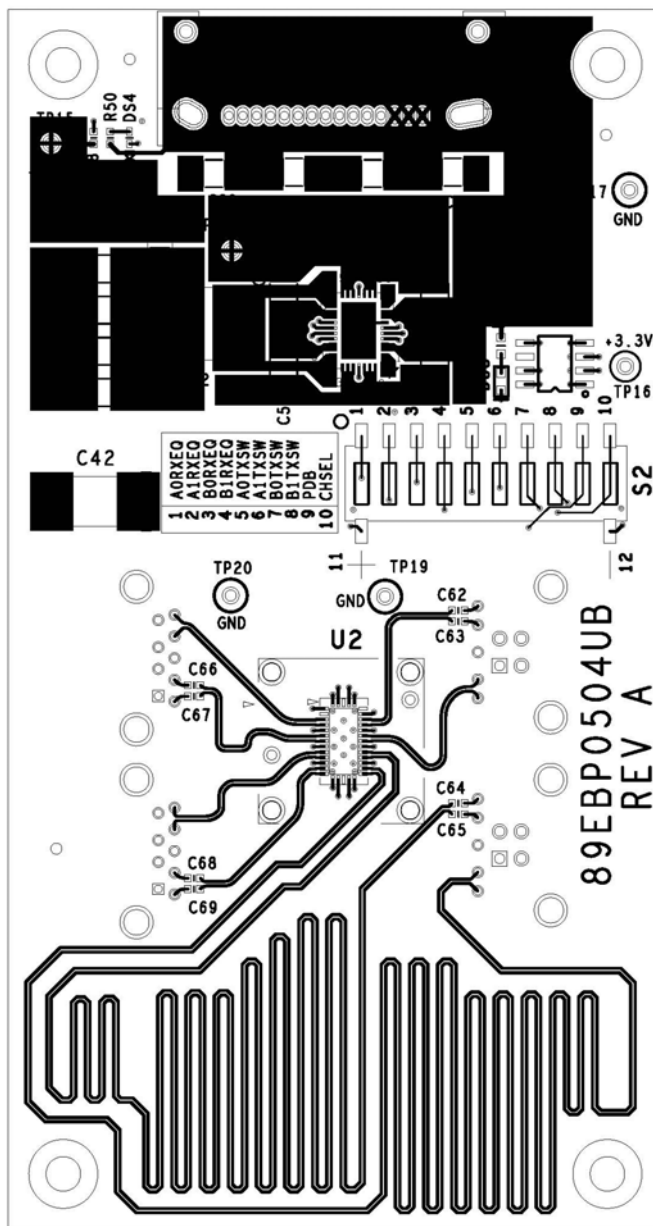 R50
DS4
17
GND
+3.3V
TP16
1 2 3 4 5 6 7 8 9 10
C5
S2
C42
1 A0RXEQ
2 A1RXEQ
3 B0RXEQ
4 B1RXEQ
5 A0TXSW
6 A1TXSW
7 B0TXSW
8 B1TXSW
9 PDB
10 CHSEL
11
12
TP20
GND
TP19
GND
C62
C63
U2
C66
C67
C64
C65
C68
C69
89EBP0504UB
REV A